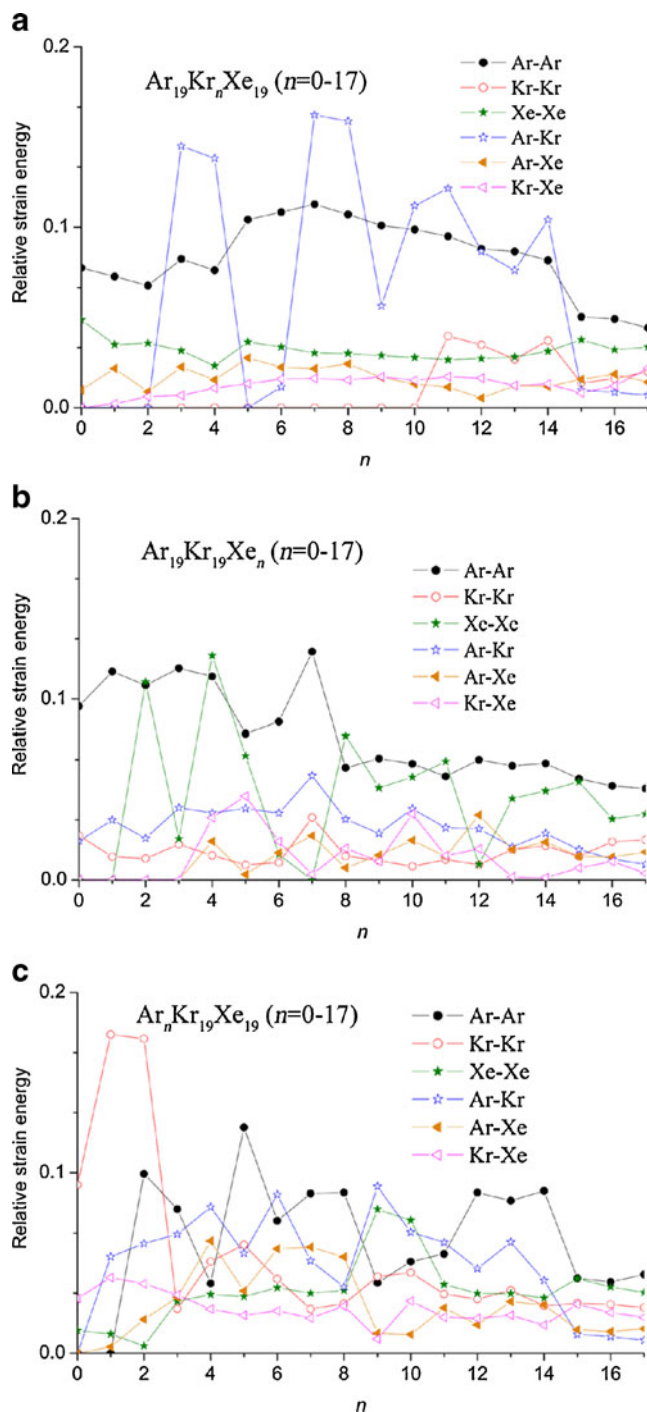 a
0.2
Ar19KrnXe19 (n=0-17)
Ar-Ar
Kr-Kr
Xe-Xe
Ar-Kr
Ar-Xe
Kr-Xe
Relative strain energy
0.1
0.0
0 2 4 6 8 10 12 14 16
n
b
0.2
Ar19Kr19Xen (n=0-17)
Ar-Ar
Kr-Kr
Xe-Xe
Ar-Kr
Ar-Xe
Kr-Xe
Relative strain energy
0.1
0.0
0 2 4 6 8 10 12 14 16
n
c
0.2
ArnKr19Xe19 (n=0-17)
Ar-Ar
Kr-Kr
Xe-Xe
Ar-Kr
Ar-Xe
Kr-Xe
Relative strain energy
0.1
0.0
0 2 4 6 8 10 12 14 16
n